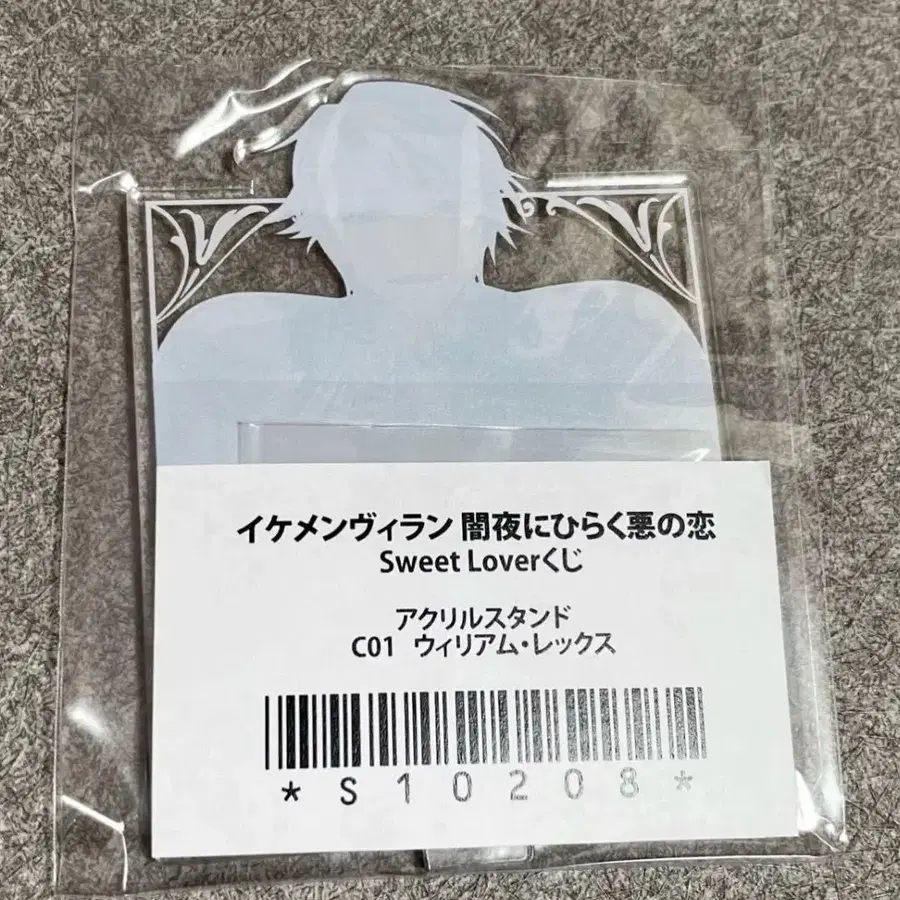 イケメンヴィラン 闇夜にひらく悪の恋
Sweet Loverくじ
アクリルスタンド
C01 ウィリアム・レックス
*S10208*